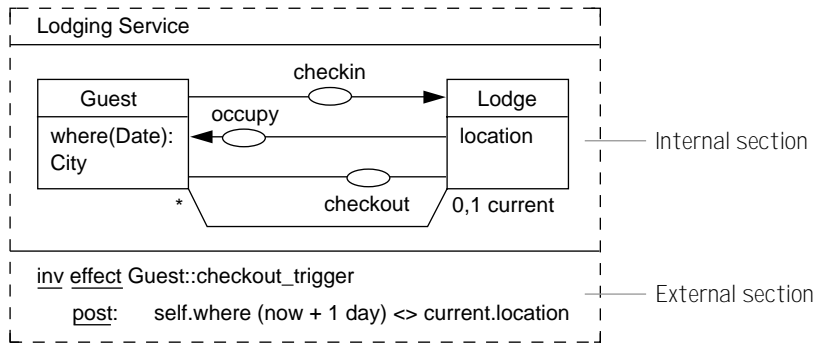 Lodging Service
checkin
Guest
Lodge
occupy
where(Date):
City
location
Internal section
* checkout 0,1 current
inv effect Guest::checkout_trigger
External section
post: self.where (now + 1 day) <> current.location